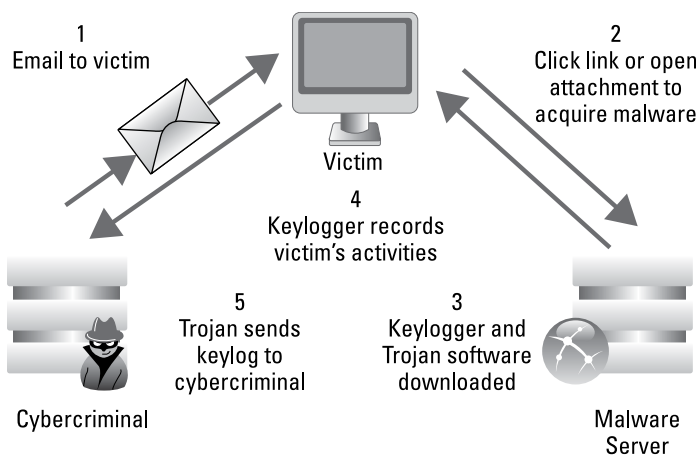 1
Email to victim
2
Click link or open
attachment to
acquire malware
Victim
4
Keylogger records
victim's activities
5
Trojan sends
keylog to
cybercriminal
3
Keylogger and
Trojan software
downloaded
Cybercriminal
Malware
Server